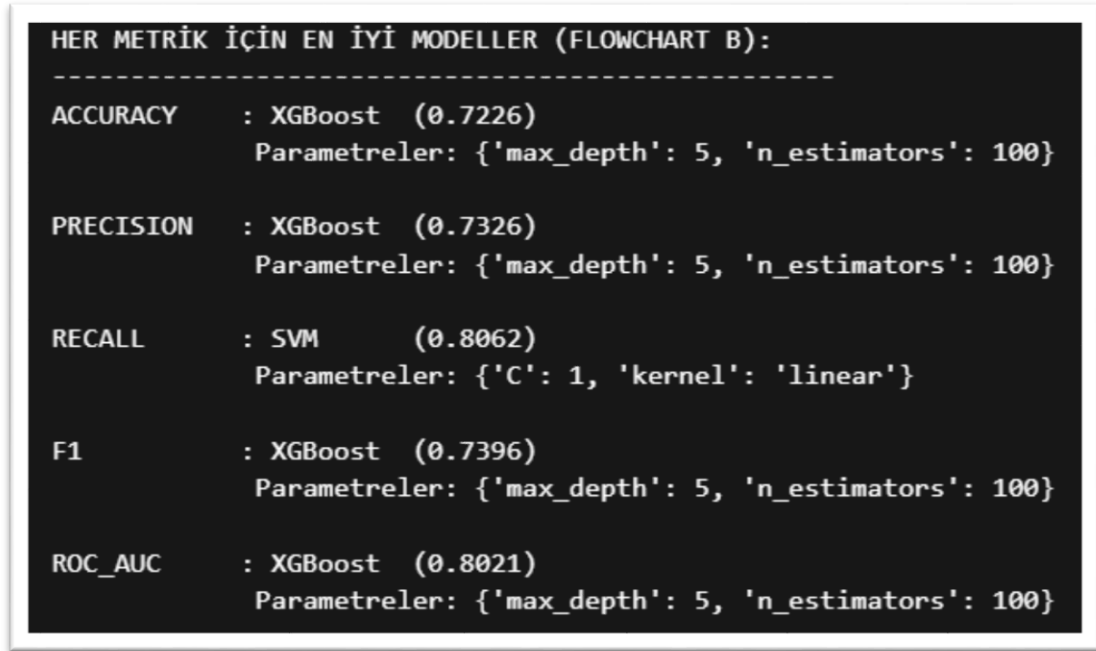 HER METRİK İÇİN EN İYİ MODELLER (FLOWCHART B):
--------------------------------------------------
ACCURACY    : XGBoost  (0.7226)
             Parametreler: {'max_depth': 5, 'n_estimators': 100}
PRECISION   : XGBoost  (0.7326)
             Parametreler: {'max_depth': 5, 'n_estimators': 100}
RECALL      : SVM      (0.8062)
             Parametreler: {'C': 1, 'kernel': 'linear'}
F1          : XGBoost  (0.7396)
             Parametreler: {'max_depth': 5, 'n_estimators': 100}
ROC_AUC     : XGBoost  (0.8021)
             Parametreler: {'max_depth': 5, 'n_estimators': 100}